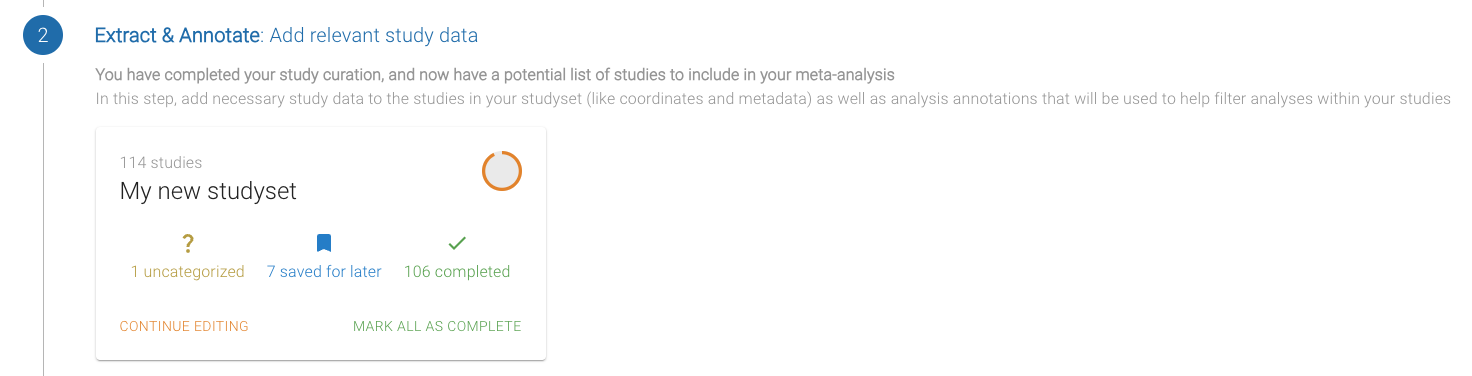 2
Extract & Annotate: Add relevant study data
You have completed your study curation, and now have a potential list of studies to include in your meta-analysis
In this step, add necessary study data to the studies in your studyset (like coordinates and metadata) as well as analysis annotations that will be used to help filter analyses within your studies
114 studies
My new studyset
?
1 uncategorized 7 saved for later 106 completed
CONTINUE EDITING MARK ALL AS COMPLETE